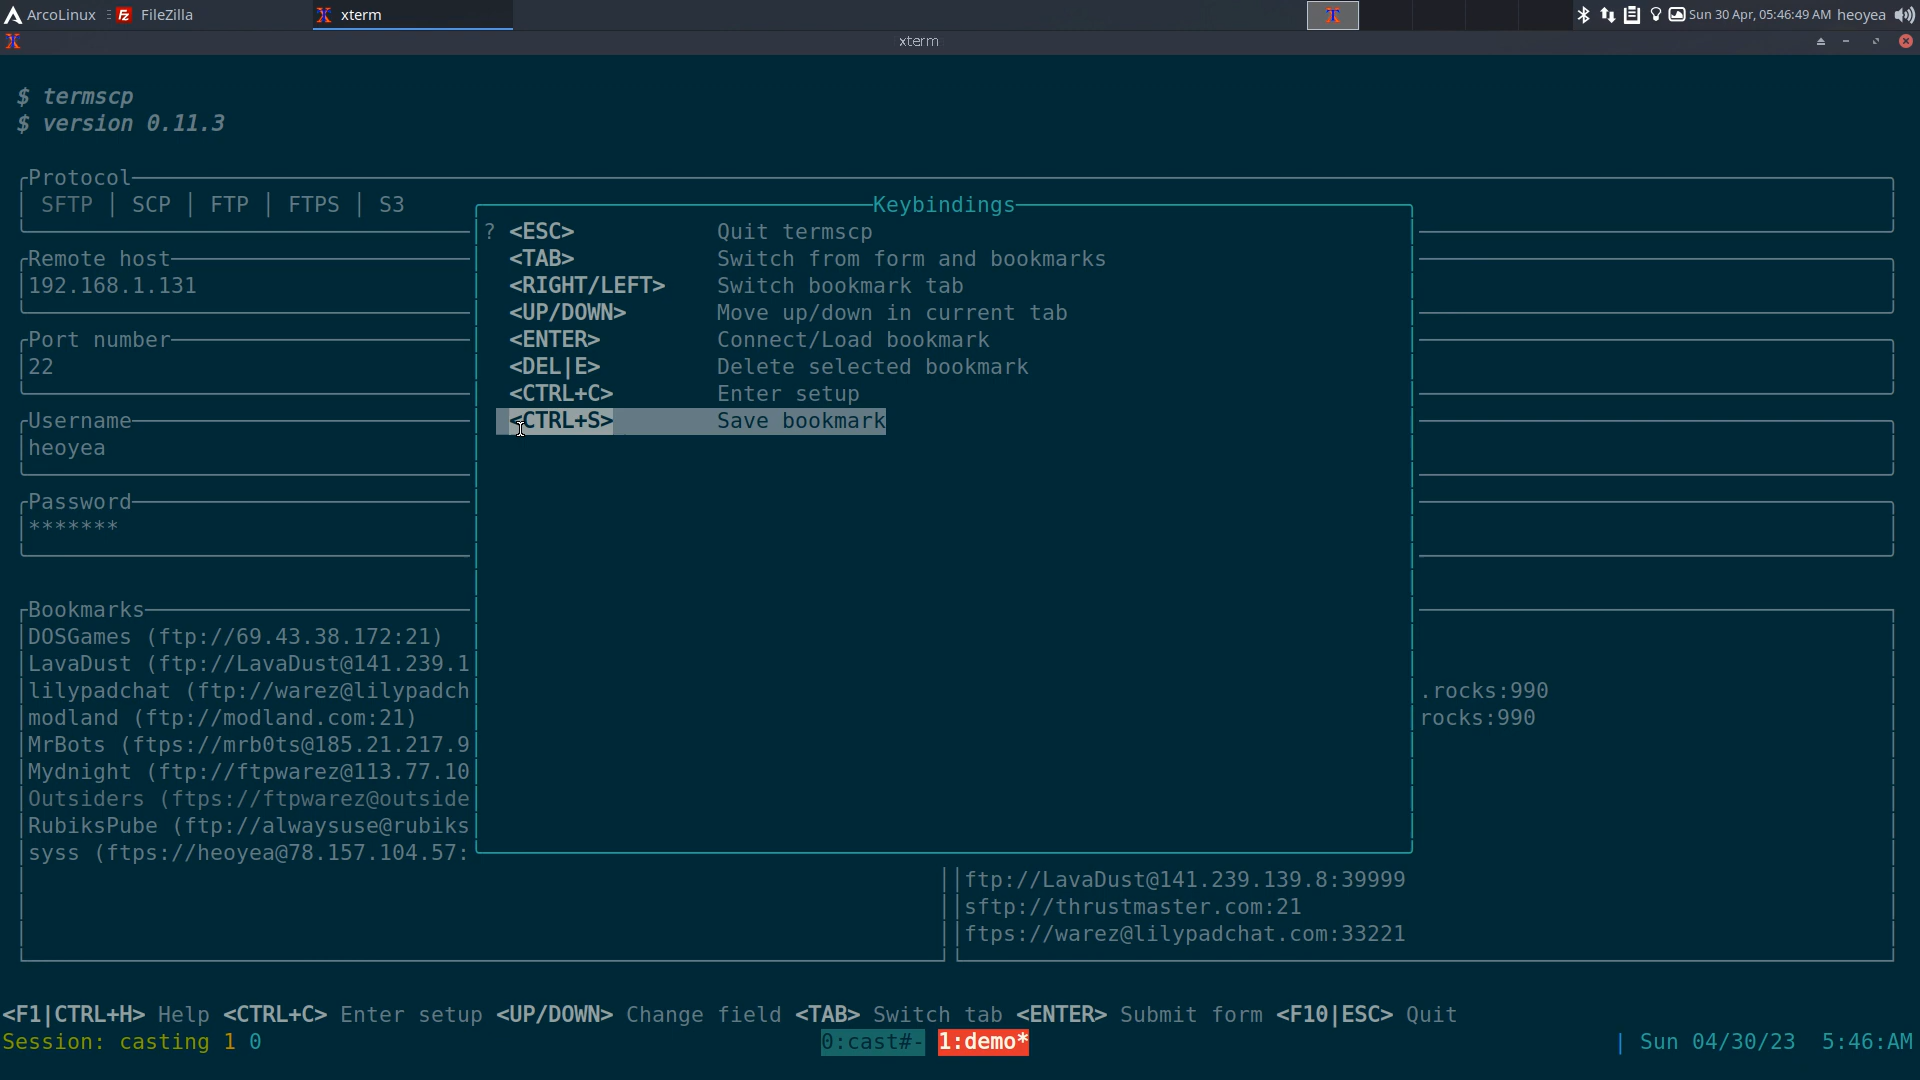 ArcoLinux FileZilla xterm Sun 30 Apr, 05:46:49 AM heoyea
xterm
$ termscp
$ version 0.11.3
Protocol
SFTP │ SCP │ FTP │ FTPS │ S3
Keybindings
? <ESC> Quit termscp
<TAB> Switch from form and bookmarks
<RIGHT/LEFT> Switch bookmark tab
<UP/DOWN> Move up/down in current tab
<ENTER> Connect/Load bookmark
<DEL|E> Delete selected bookmark
<CTRL+C> Enter setup
<CTRL+S> Save bookmark
Remote host
192.168.1.131
Port number
22
Username
heoyea
Password
*******
Bookmarks
DOSGames (ftp://69.43.38.172:21)
LavaDust (ftp://LavaDust@141.239.1
lilypadchat (ftp://warez@lilypadch
modland (ftp://modland.com:21)
MrBots (ftps://mrb0ts@185.21.217.9
Mydnight (ftp://ftpwarez@113.77.10
Outsiders (ftps://ftpwarez@outside
RubiksPube (ftp://alwaysuse@rubiks
syss (ftps://heoyea@78.157.104.57:
.rocks:990
rocks:990
ftp://LavaDust@141.239.139.8:39999
sftp://thrustmaster.com:21
ftps://warez@lilypadchat.com:33221
<F1|CTRL+H> Help <CTRL+C> Enter setup <UP/DOWN> Change field <TAB> Switch tab <ENTER> Submit form <F10|ESC> Quit
Session: casting 1 0 0:cast#- 1:demo* | Sun 04/30/23 5:46:AM